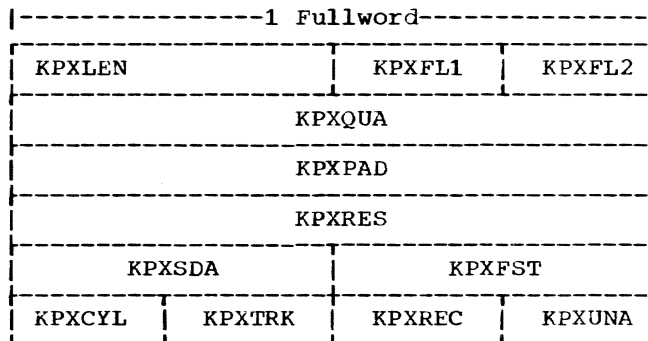 1 Fullword
KPXLEN KPXFL1 KPXFL2
KPXQUA
KPXPAD
KPXRES
KPXSDA KPXFST
KPXCYL KPXTRK KPXREC KPXUNA